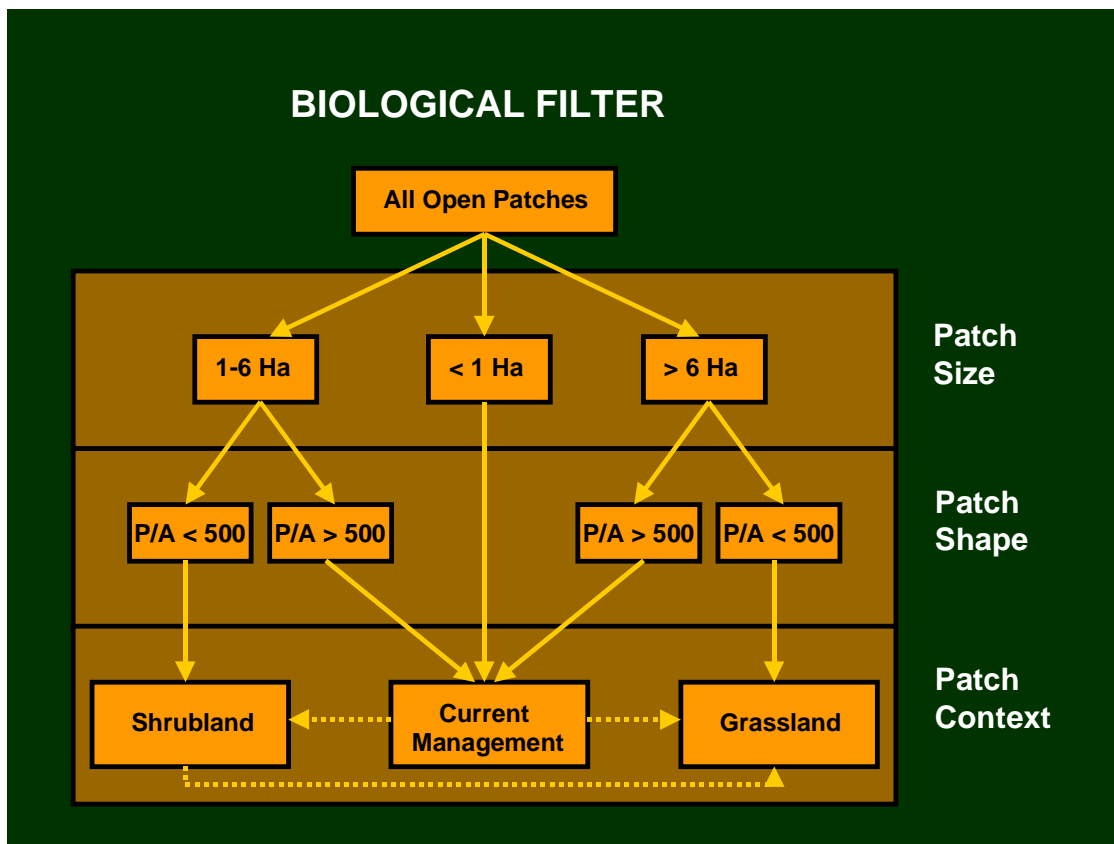 BIOLOGICAL FILTER
All Open Patches
1-6 Ha
< 1 Ha
> 6 Ha
Patch
Size
P/A < 500
P/A > 500
P/A > 500
P/A < 500
Patch
Shape
Shrubland
Current
Management
Grassland
Patch
Context